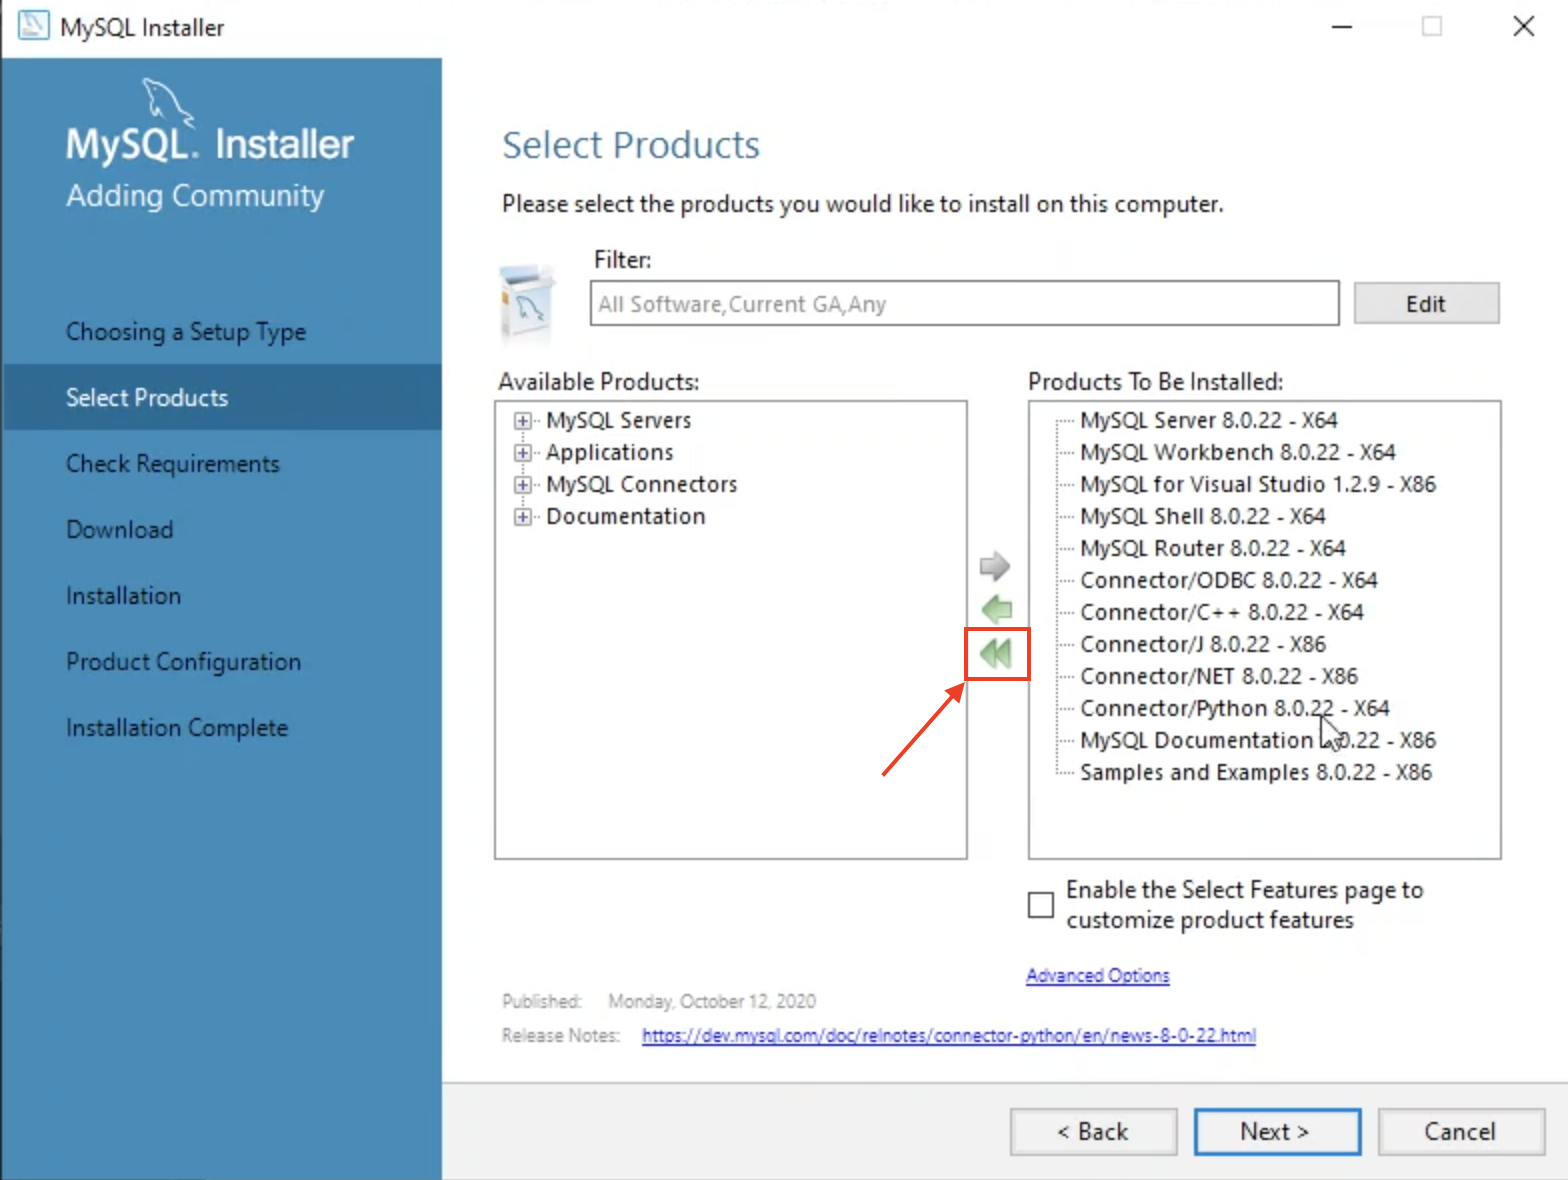 MySQL Installer
MySQL. Installer
Adding Community
Choosing a Setup Type
Select Products
Check Requirements
Download
Installation
Product Configuration
Installation Complete
Select Products
Please select the products you would like to install on this computer.
Filter:
All Software,Current GA,Any
Edit
Available Products:
MySQL Servers
Applications
MySQL Connectors
Documentation
Products To Be Installed:
MySQL Server 8.0.22 - X64
MySQL Workbench 8.0.22 - X64
MySQL for Visual Studio 1.2.9 - X86
MySQL Shell 8.0.22 - X64
MySQL Router 8.0.22 - X64
Connector/ODBC 8.0.22 - X64
Connector/C++ 8.0.22 - X64
Connector/J 8.0.22 - X86
Connector/NET 8.0.22 - X86
Connector/Python 8.0.22 - X64
MySQL Documentation 8.0.22 - X86
Samples and Examples 8.0.22 - X86
Enable the Select Features page to
customize product features
Advanced Options
Published: Monday, October 12, 2020
Release Notes: https://dev.mysql.com/doc/relnotes/connector-python/en/news-8-0-22.html
< Back
Next >
Cancel